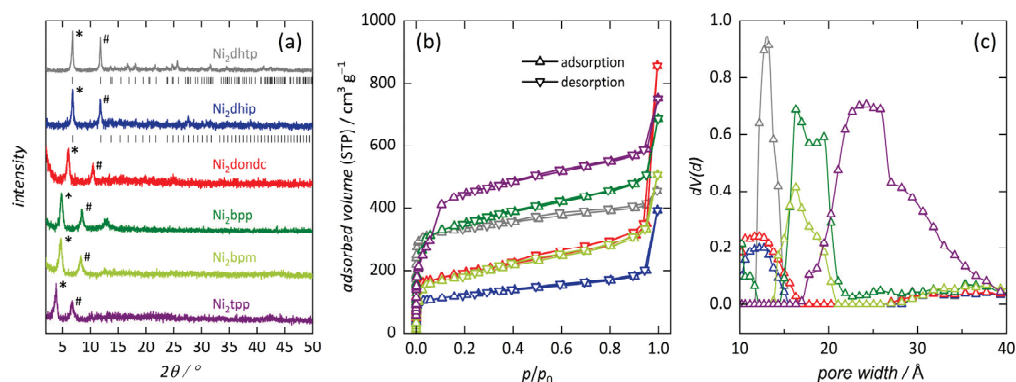 (a)
Ni2dhtp
Ni2dhip
Ni2dondc
Ni2bpp
Ni2bpm
Ni2tpp
* #
* #
* #
* #
* #
* #
intensity
5 10 15 20 25 30 35 40 45 50
2θ / °
(b)
adsorption
desorption
adsorbed volume (STP) / cm³ g⁻¹
1000
800
600
400
200
0
0.0 0.2 0.4 0.6 0.8 1.0
p/p0
(c)
dV(d)
1.0
0.8
0.6
0.4
0.2
0.0
10 20 30 40
pore width / Å